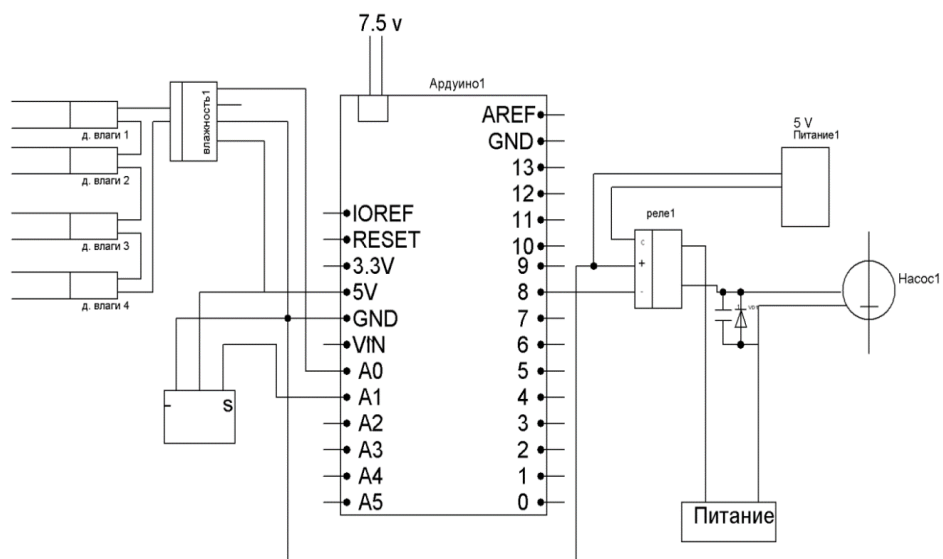 7.5 v
Ардуино1
влажность1
д. влаги 1
д. влаги 2
д. влаги 3
д. влаги 4
IOREF
RESET
3.3V
5V
GND
VIN
A0
A1
A2
A3
A4
A5
AREF
GND
13
12
11
10
9
8
7
6
5
4
3
2
1
0
- S
5 V
Питание1
реле1
c
+
-
Насос1
Питание